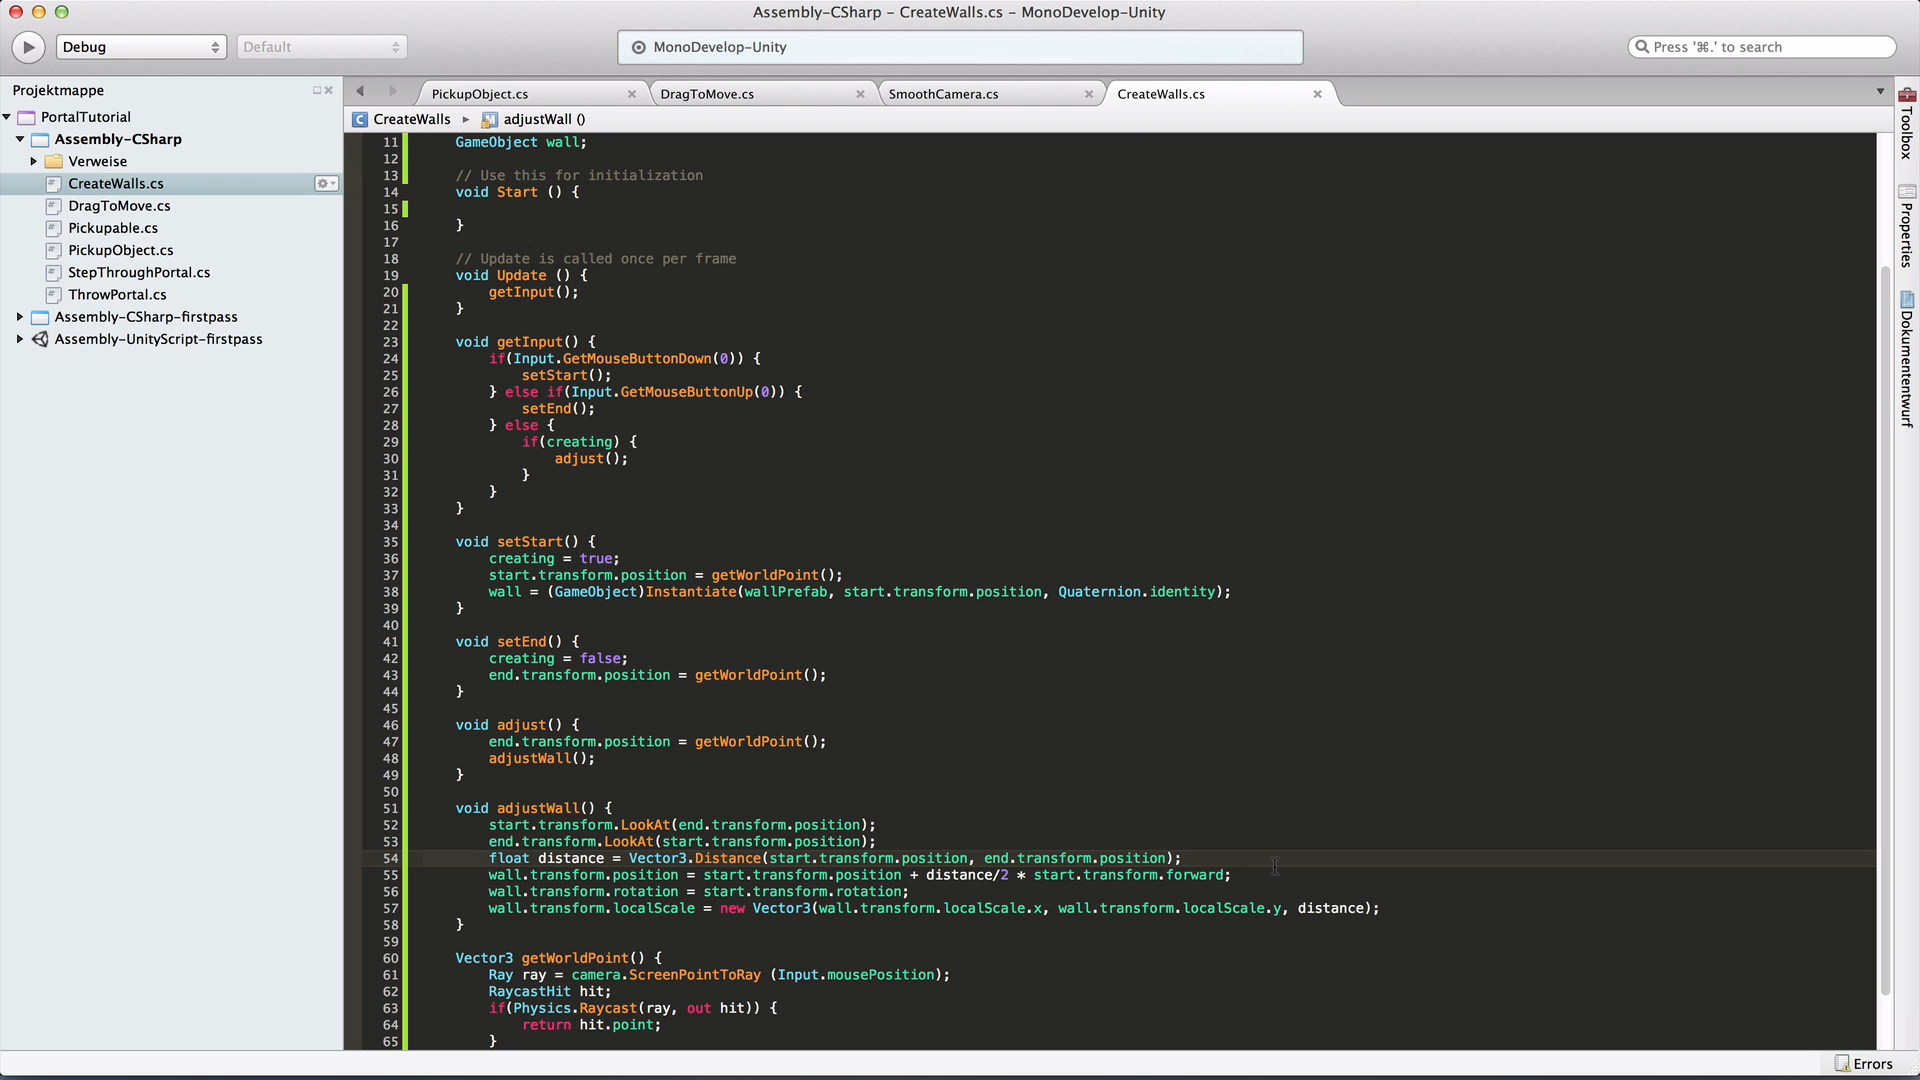 Assembly-CSharp – CreateWalls.cs – MonoDevelop-Unity
Debug
Default
MonoDevelop-Unity
Press '⌘.' to search
Projektmappe
PortalTutorial
Assembly-CSharp
Verweise
CreateWalls.cs
DragToMove.cs
Pickupable.cs
PickupObject.cs
StepThroughPortal.cs
ThrowPortal.cs
Assembly-CSharp-firstpass
Assembly-UnityScript-firstpass
PickupObject.cs
DragToMove.cs
SmoothCamera.cs
CreateWalls.cs
CreateWalls
adjustWall ()
11 GameObject wall;
12
13 // Use this for initialization
14 void Start () {
15
16 }
17
18 // Update is called once per frame
19 void Update () {
20 getInput();
21 }
22
23 void getInput() {
24 if(Input.GetMouseButtonDown(0)) {
25 setStart();
26 } else if(Input.GetMouseButtonUp(0)) {
27 setEnd();
28 } else {
29 if(creating) {
30 adjust();
31 }
32 }
33 }
34
35 void setStart() {
36 creating = true;
37 start.transform.position = getWorldPoint();
38 wall = (GameObject)Instantiate(wallPrefab, start.transform.position, Quaternion.identity);
39 }
40
41 void setEnd() {
42 creating = false;
43 end.transform.position = getWorldPoint();
44 }
45
46 void adjust() {
47 end.transform.position = getWorldPoint();
48 adjustWall();
49 }
50
51 void adjustWall() {
52 start.transform.LookAt(end.transform.position);
53 end.transform.LookAt(start.transform.position);
54 float distance = Vector3.Distance(start.transform.position, end.transform.position);
55 wall.transform.position = start.transform.position + distance/2 * start.transform.forward;
56 wall.transform.rotation = start.transform.rotation;
57 wall.transform.localScale = new Vector3(wall.transform.localScale.x, wall.transform.localScale.y, distance);
58 }
59
60 Vector3 getWorldPoint() {
61 Ray ray = camera.ScreenPointToRay (Input.mousePosition);
62 RaycastHit hit;
63 if(Physics.Raycast(ray, out hit)) {
64 return hit.point;
65 }
Toolbox
Properties
Dokumententwurf
Errors